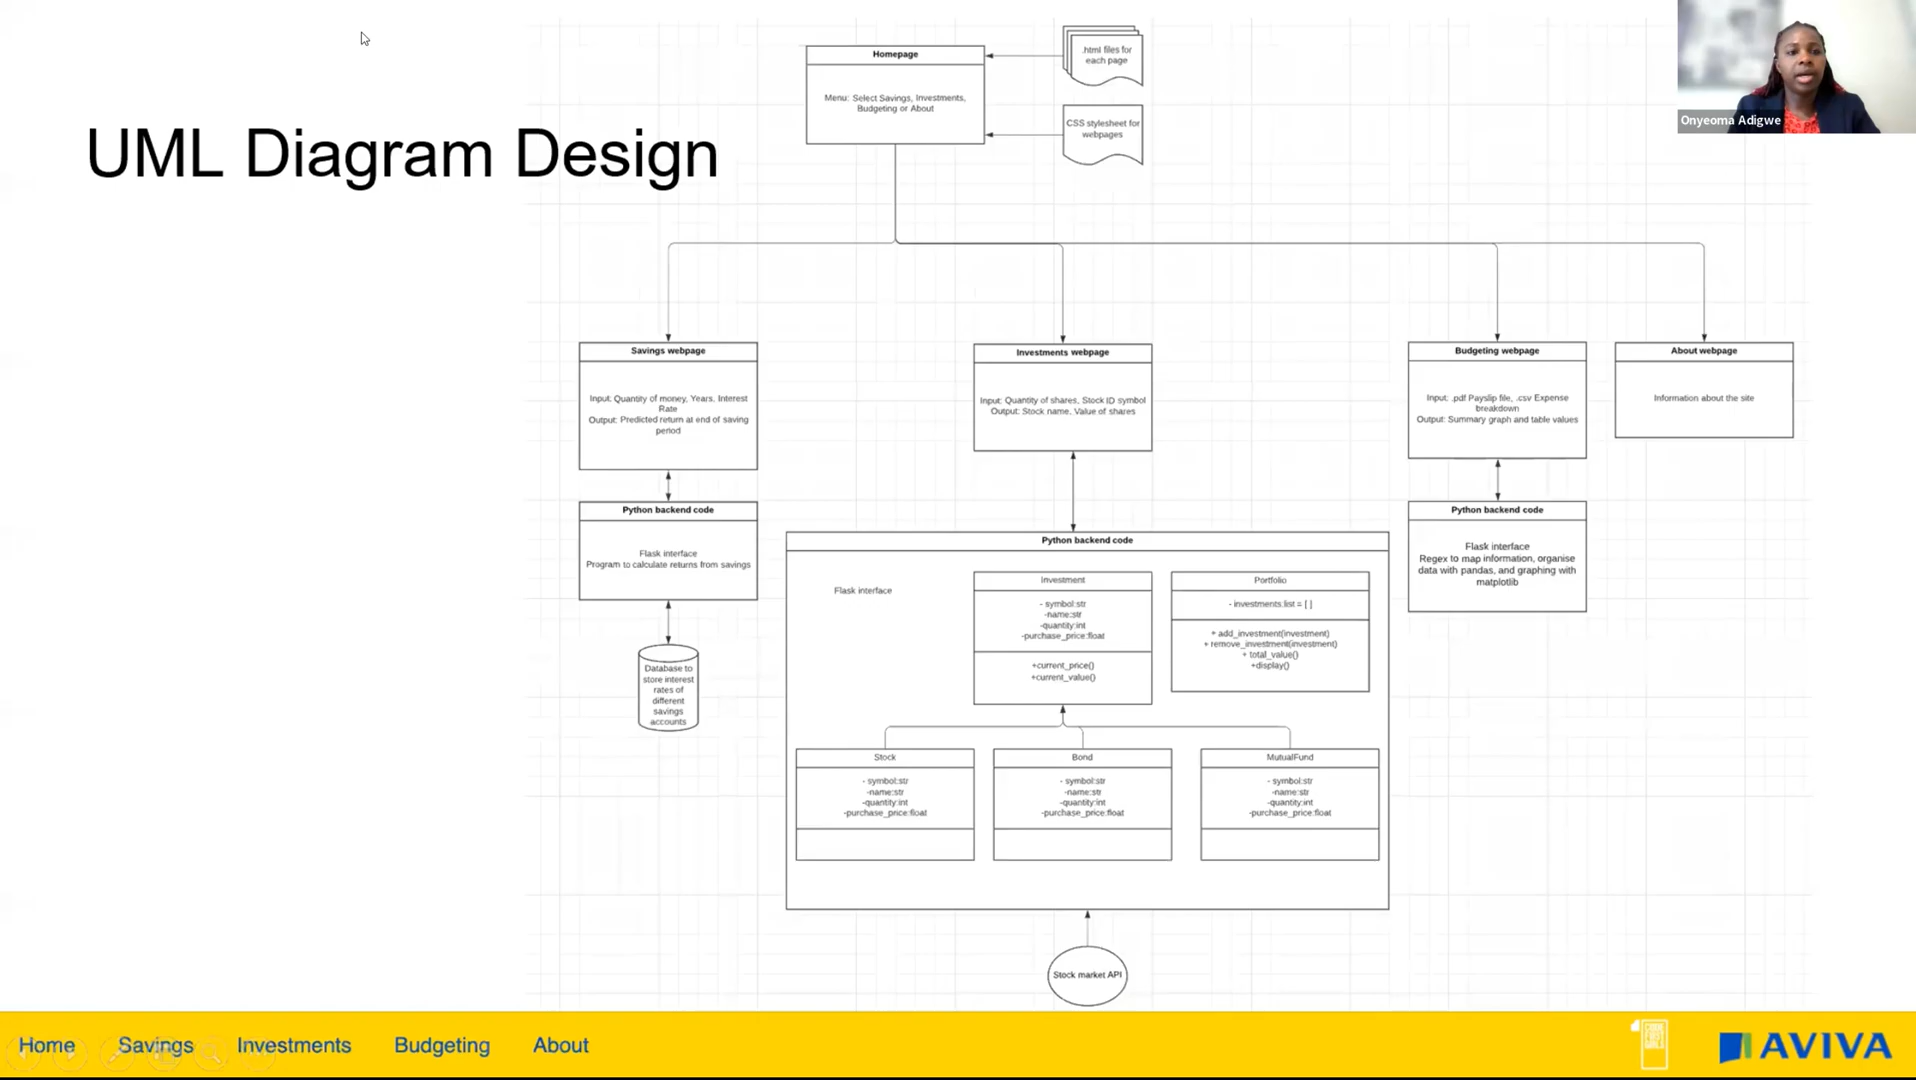 Homepage
Menu: Select Savings, Investments,
Budgeting or About
.html files for
each page
CSS stylesheet for
webpages
Onyeoma Adigwe
UML Diagram Design
Savings webpage
Input: Quantity of money, Years, Interest
Rate
Output: Predicted return at end of saving
period
Investments webpage
Input: Quantity of shares, Stock ID symbol
Output: Stock name, Value of shares
Budgeting webpage
Input: .pdf Payslip file, .csv Expense
breakdown
Output: Summary graph and table values
About webpage
Information about the site
Python backend code
Flask interface
Program to calculate returns from savings
Database to
store interest
rates of
different
savings
accounts
Python backend code
Flask interface
Investment
- symbol:str
-name:str
-quantity:int
-purchase_price:float
+current_price()
+current_value()
Portfolio
- investments:list = [ ]
+ add_investment(investment)
+ remove_investment(investment)
+ total_value()
+display()
Stock
- symbol:str
-name:str
-quantity:int
-purchase_price:float
Bond
- symbol:str
-name:str
-quantity:int
-purchase_price:float
MutualFund
- symbol:str
-name:str
-quantity:int
-purchase_price:float
Python backend code
Flask interface
Regex to map information, organise
data with pandas, and graphing with
matplotlib
Stock market API
Home Savings Investments Budgeting About
CODE
FIRST
GIRLS
AVIVA